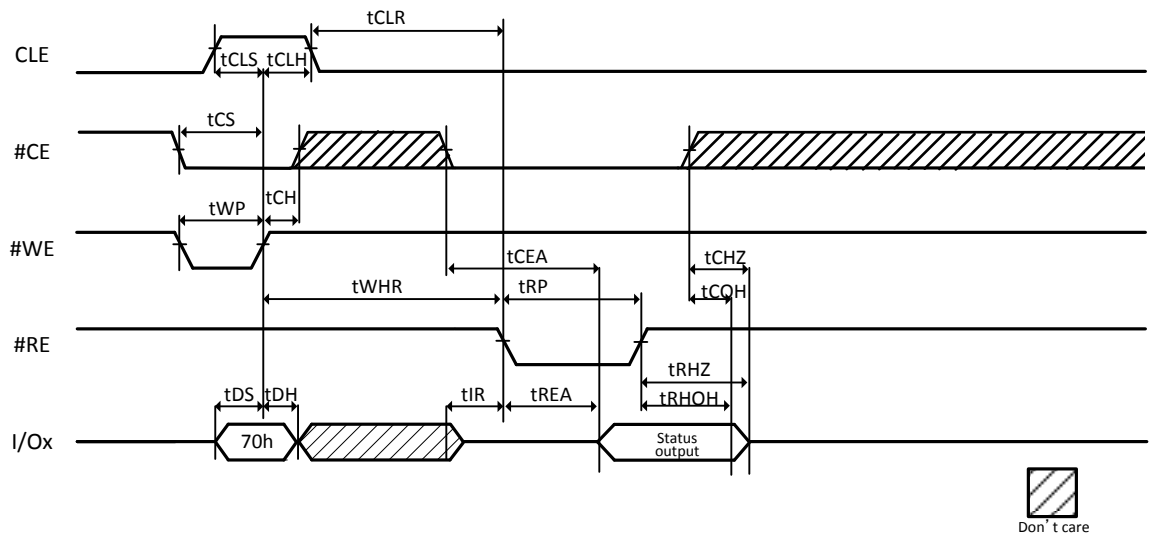 tCLR
CLE
tCLS tCLH
tCS
#CE
tCH
tWP
#WE
tCEA
tCHZ
tWHR
tRP
tCOH
#RE
tRHZ
tDS tDH
tIR
tREA
tRHOH
I/Ox
70h
Status
output
Don't care